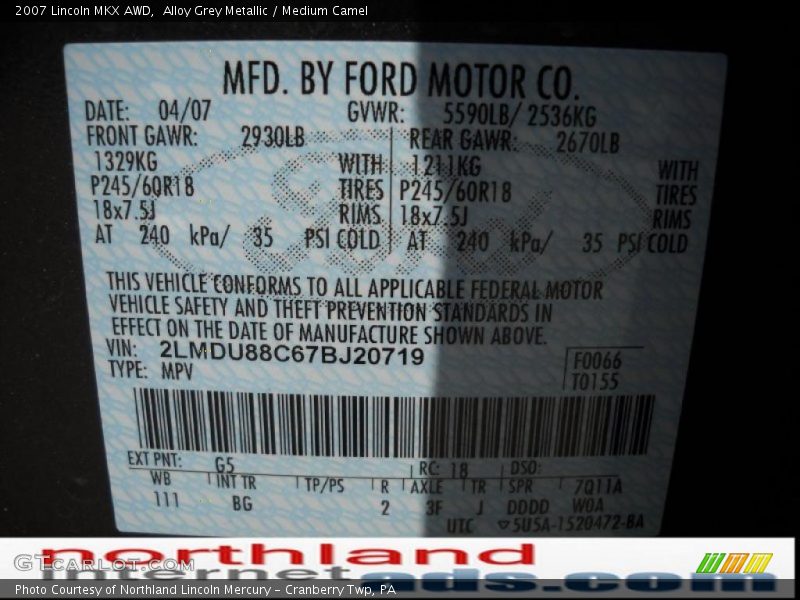 2007 Lincoln MKX AWD,  Alloy Grey Metallic / Medium Camel
MFD. BY FORD MOTOR CO.
DATE: 04/07 GVWR: 5590LB/ 2536KG
FRONT GAWR: 2930LB REAR GAWR: 2670LB
1329KG WITH 1211KG WITH
P245/60R18 TIRES P245/60R18 TIRES
18x7.5J RIMS 18x7.5J RIMS
AT 240 kPa/ 35 PSI COLD AT 240 kPa/ 35 PSI COLD
THIS VEHICLE CONFORMS TO ALL APPLICABLE FEDERAL MOTOR
VEHICLE SAFETY AND THEFT PREVENTION STANDARDS IN
EFFECT ON THE DATE OF MANUFACTURE SHOWN ABOVE.
VIN: 2LMDU88C67BJ20719 F0066
TYPE: MPV T0155
EXT PNT: G5 RC: 18 DSO:
WB INT TR TP/PS R AXLE TR SPR 7Q11A
111 BG 2 3F J DDDD W0A
UTC ▽5U5A-1520472-BA
northland
GTCarLot.com
internet ads.com
Photo Courtesy of Northland Lincoln Mercury – Cranberry Twp, PA